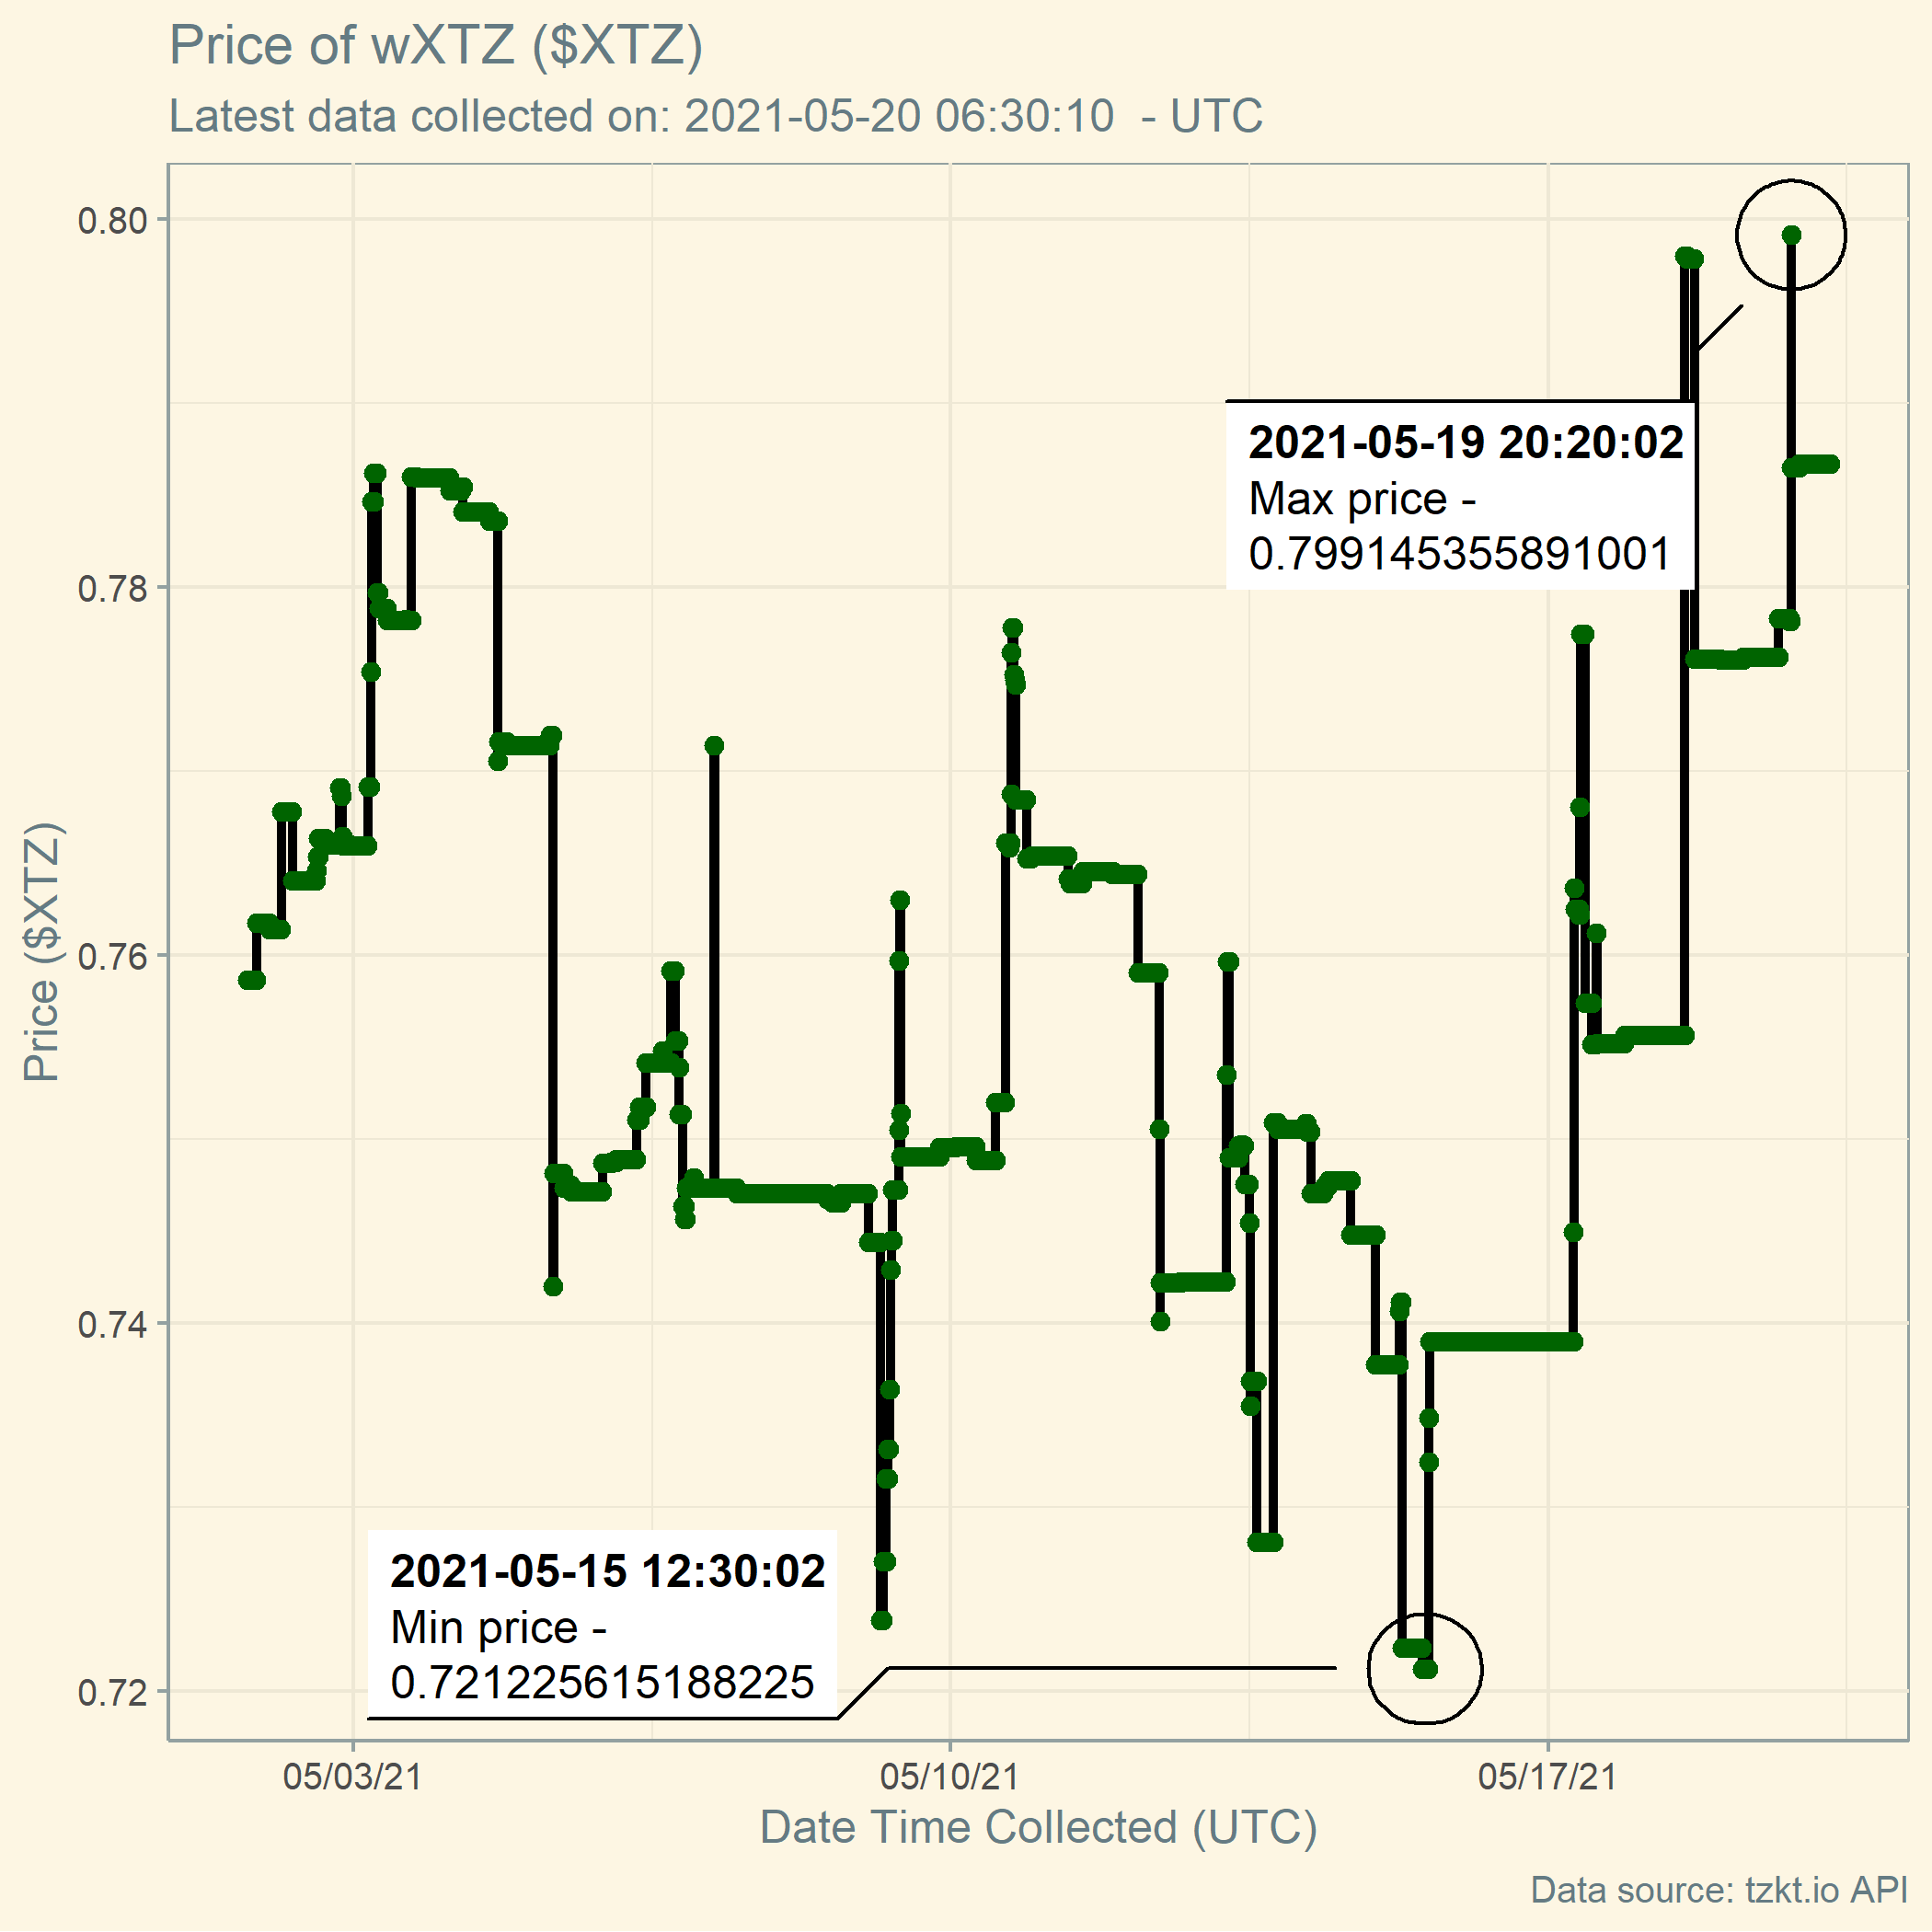 Price of wXTZ ($XTZ)
Latest data collected on: 2021-05-20 06:30:10 - UTC
0.80
0.78
0.76
0.74
0.72
Price ($XTZ)
2021-05-19 20:20:02
Max price -
0.799145355891001
2021-05-15 12:30:02
Min price -
0.721225615188225
05/03/21
05/10/21
05/17/21
Date Time Collected (UTC)
Data source: tzkt.io API